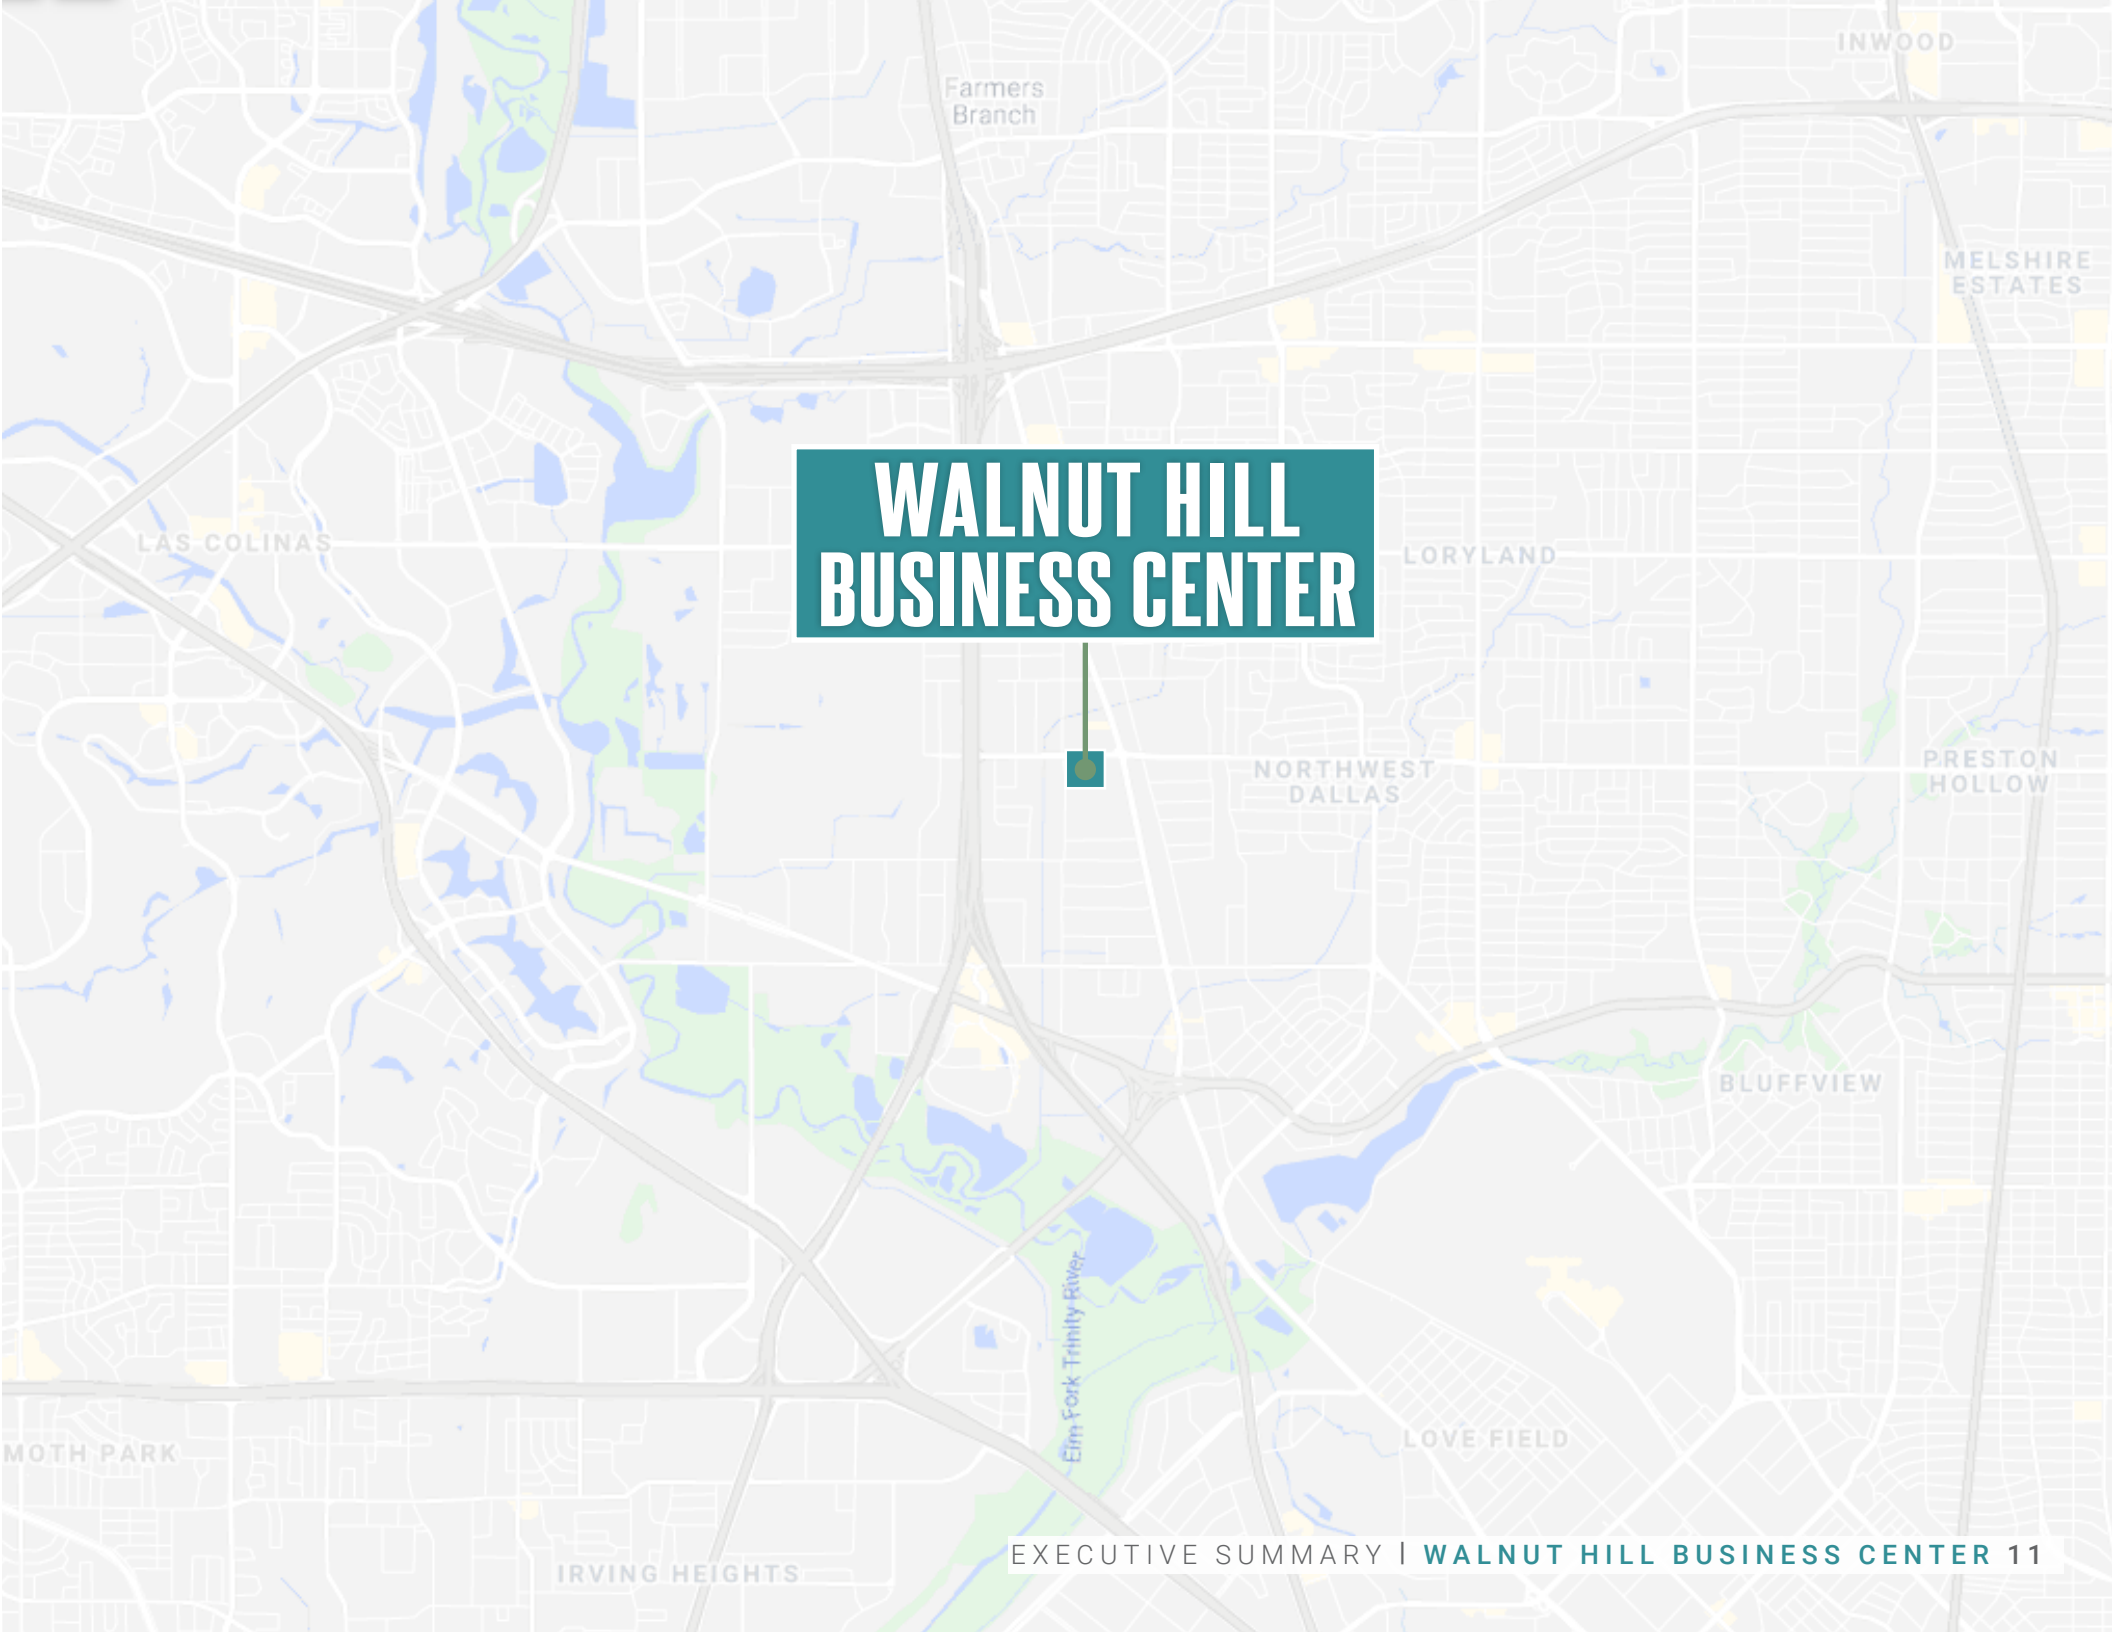 INWOOD
Farmers
Branch
MELSHIRE
ESTATES
WALNUT HILL
BUSINESS CENTER
LAS COLINAS
LORYLAND
NORTHWEST
DALLAS
PRESTON
HOLLOW
BLUFFVIEW
Elm Fork Trinity River
LOVE FIELD
MOTH PARK
IRVING HEIGHTS
EXECUTIVE SUMMARY | WALNUT HILL BUSINESS CENTER 11